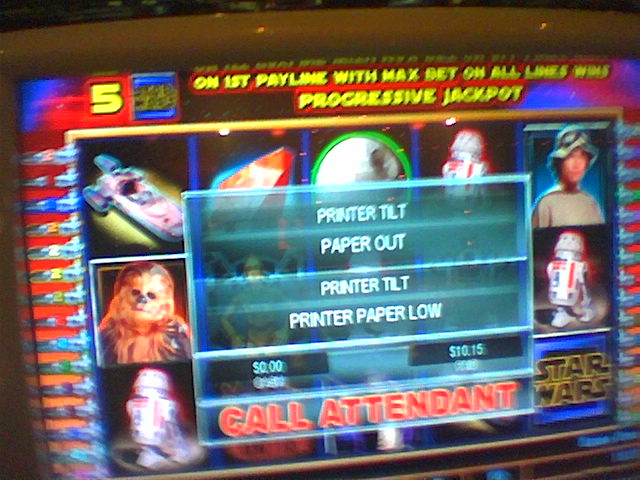 5
ON 1ST PAYLINE WITH MAX BET ON ALL LINES WINS
PROGRESSIVE JACKPOT
PRINTER TILT
PAPER OUT
PRINTER TILT
PRINTER PAPER LOW
$0.00
$10.15
CALL ATTENDANT
STAR
WARS